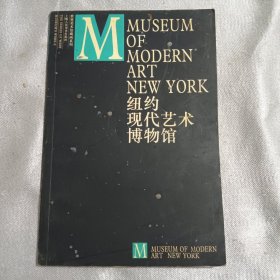 M
MUSEUM
OF
MODERN
ART
NEW YORK
纽约
现代艺术
博物馆
M
MUSEUM OF MODERN
ART NEW YORK